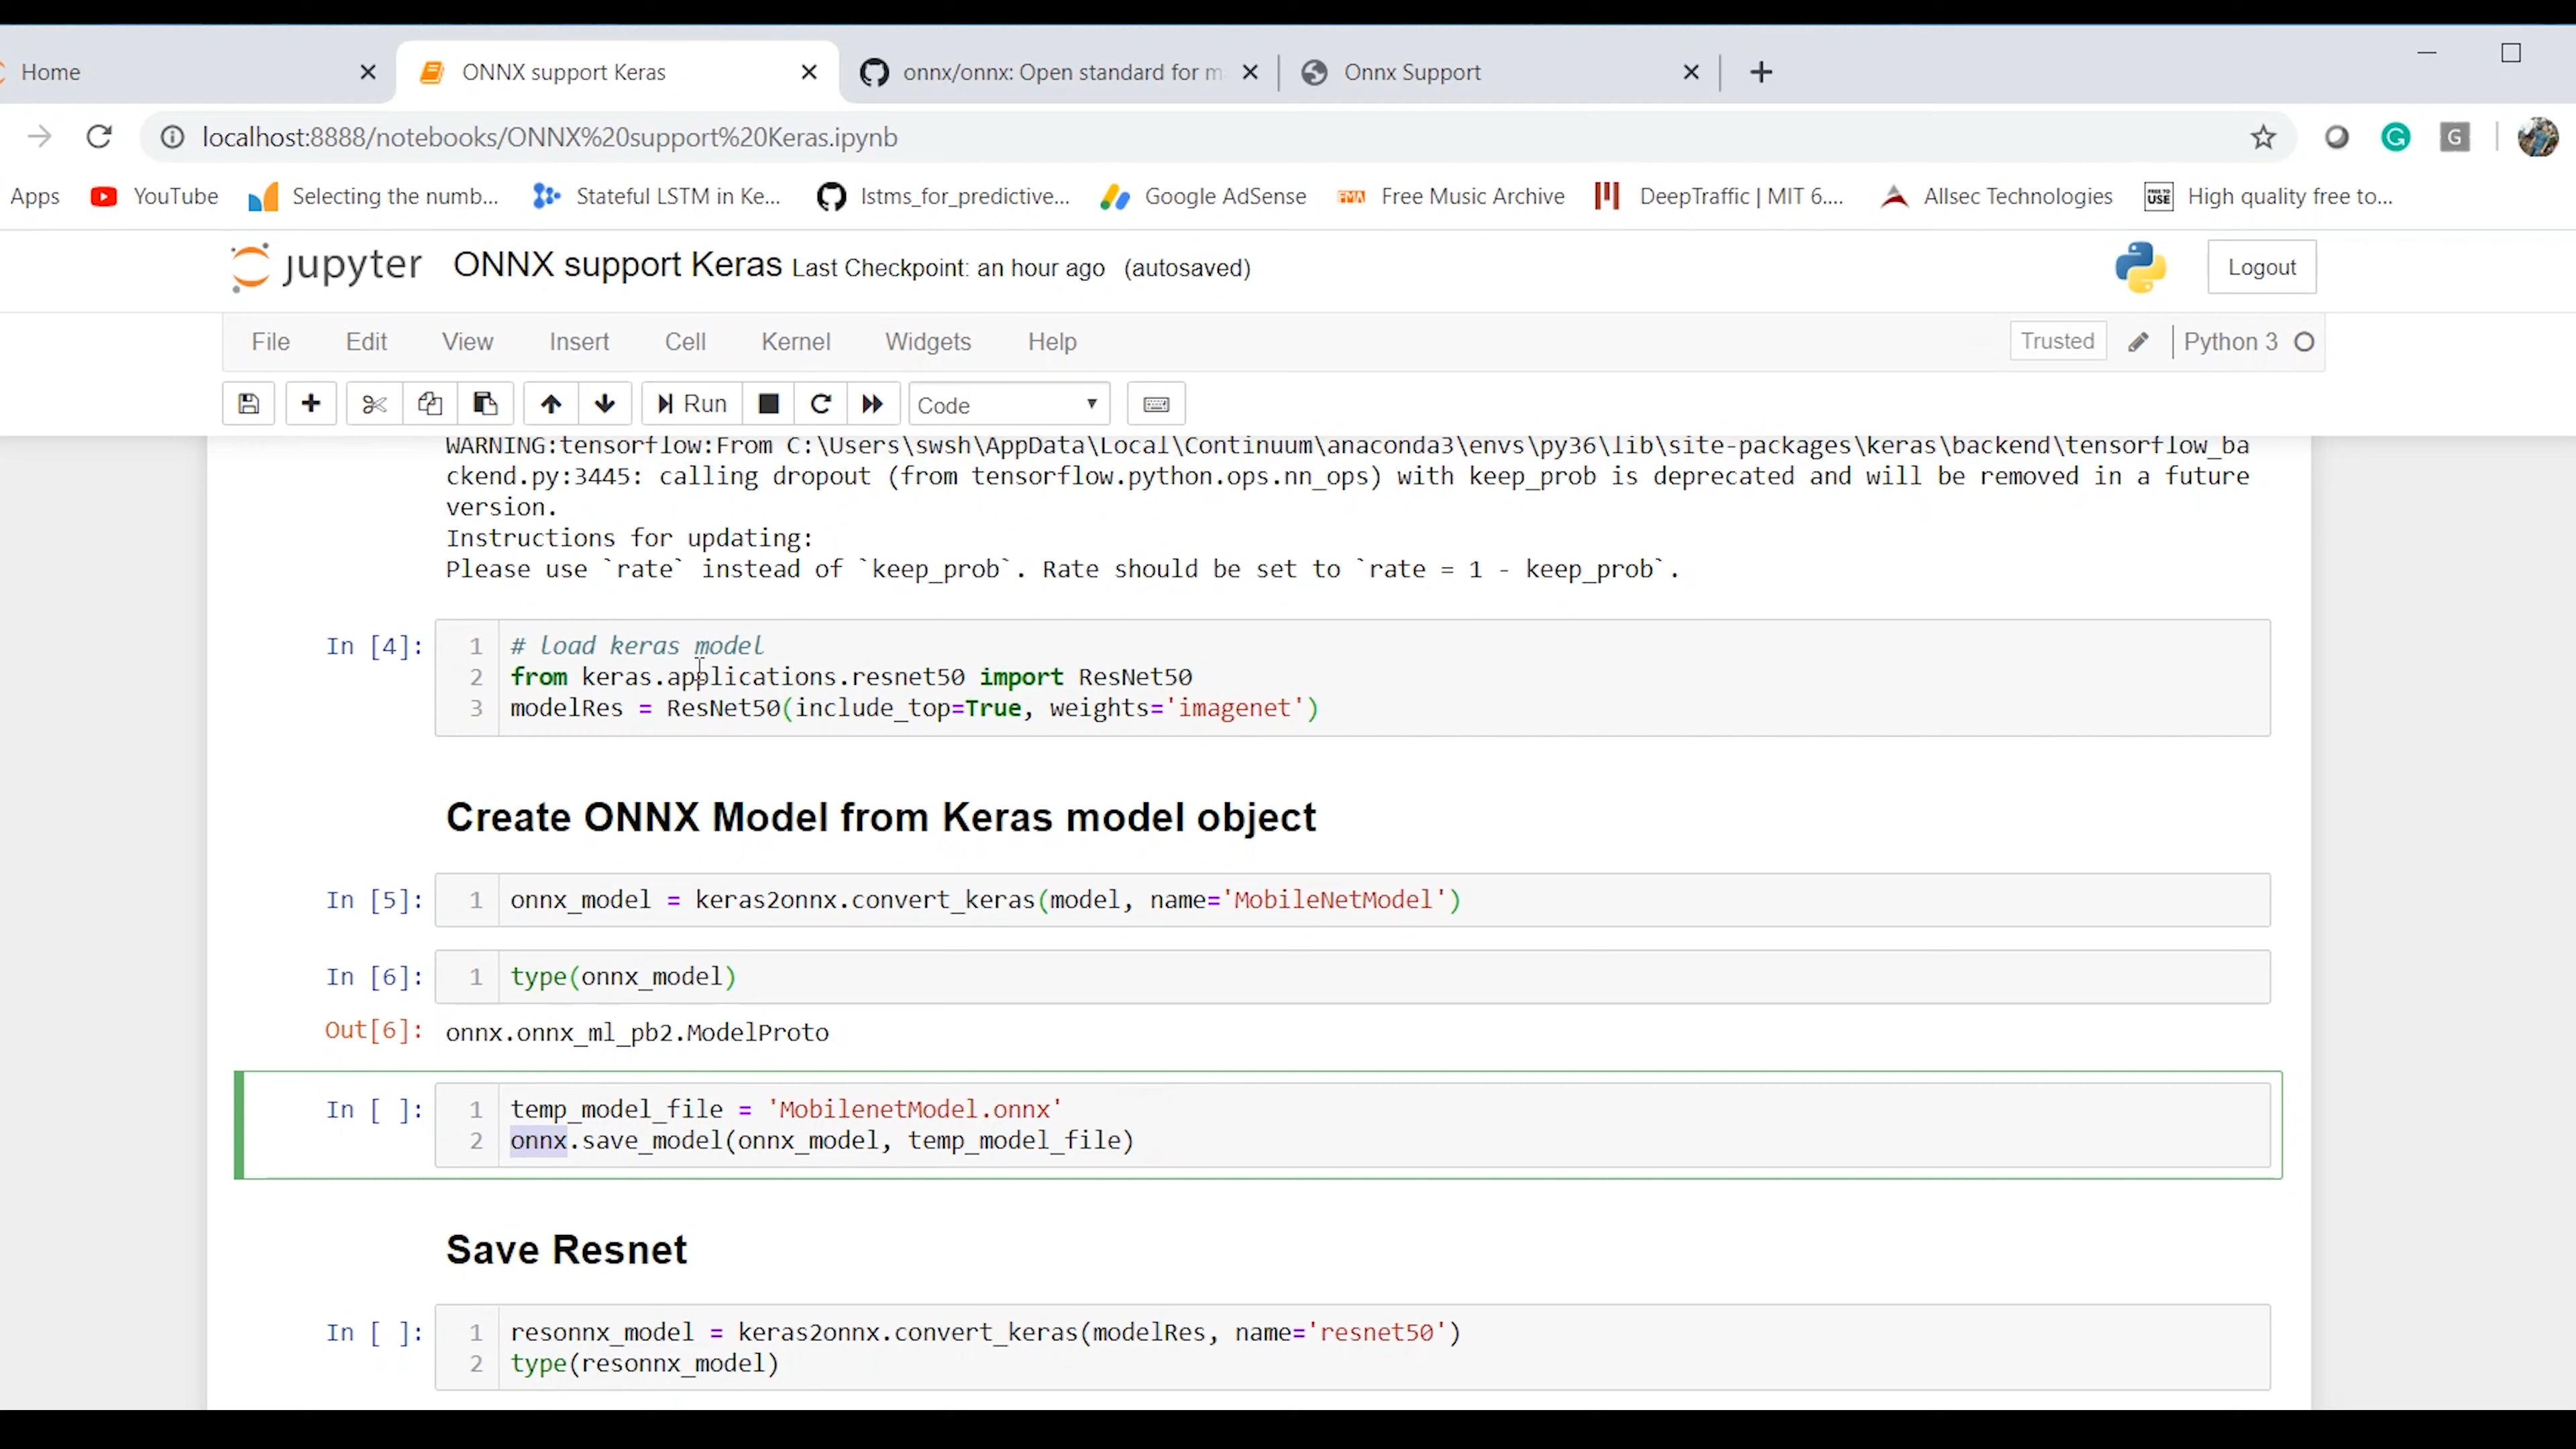 Home
ONNX support Keras
onnx/onnx: Open standard for m
Onnx Support
localhost:8888/notebooks/ONNX%20support%20Keras.ipynb
Apps YouTube Selecting the numb... Stateful LSTM in Ke... lstms_for_predictive... Google AdSense FMA Free Music Archive DeepTraffic | MIT 6.... Allsec Technologies FREE TO USE High quality free to...
jupyter ONNX support Keras Last Checkpoint: an hour ago (autosaved) Logout
File Edit View Insert Cell Kernel Widgets Help Trusted Python 3
Run Code
WARNING:tensorflow:From C:\Users\swsh\AppData\Local\Continuum\anaconda3\envs\py36\lib\site-packages\keras\backend\tensorflow_ba
ckend.py:3445: calling dropout (from tensorflow.python.ops.nn_ops) with keep_prob is deprecated and will be removed in a future
version.
Instructions for updating:
Please use `rate` instead of `keep_prob`. Rate should be set to `rate = 1 - keep_prob`.
In [4]: 1 # load keras model
2 from keras.applications.resnet50 import ResNet50
3 modelRes = ResNet50(include_top=True, weights='imagenet')
Create ONNX Model from Keras model object
In [5]: 1 onnx_model = keras2onnx.convert_keras(model, name='MobileNetModel')
In [6]: 1 type(onnx_model)
Out[6]: onnx.onnx_ml_pb2.ModelProto
In [ ]: 1 temp_model_file = 'MobilenetModel.onnx'
2 onnx.save_model(onnx_model, temp_model_file)
Save Resnet
In [ ]: 1 resonnx_model = keras2onnx.convert_keras(modelRes, name='resnet50')
2 type(resonnx_model)